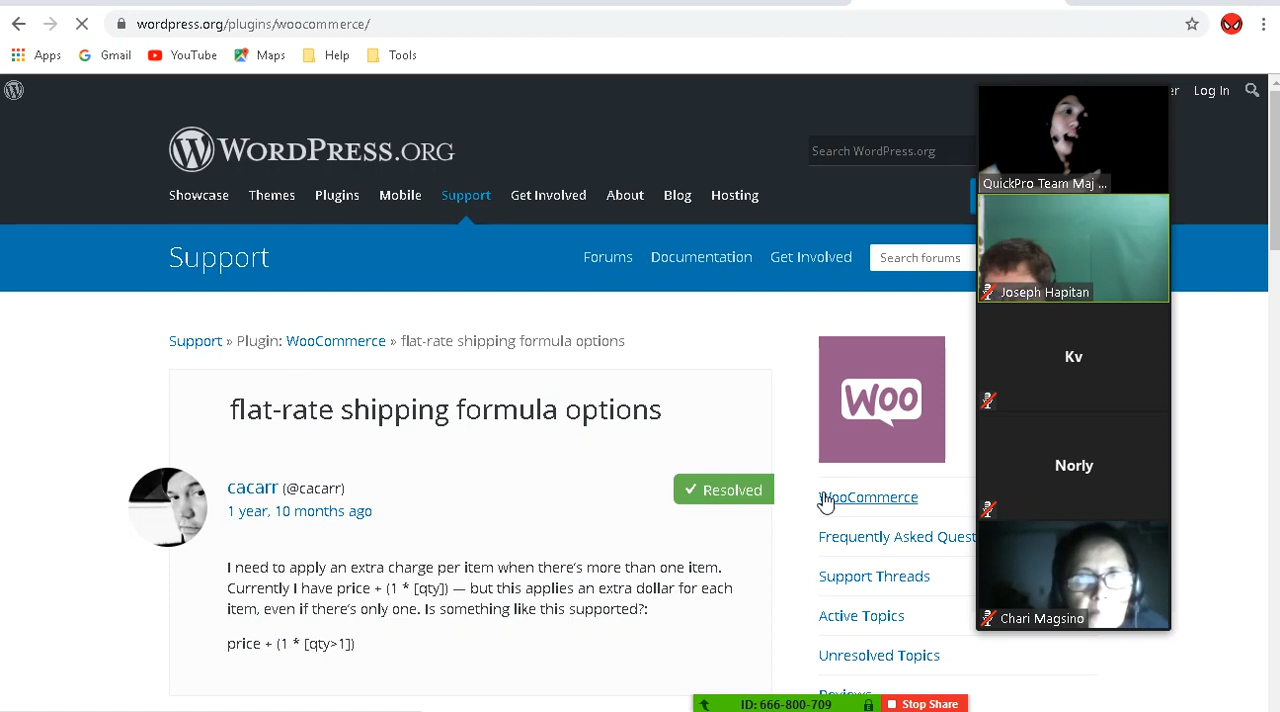 wordpress.org/plugins/woocommerce/
Apps Gmail YouTube Maps Help Tools
er Log In
WORDPRESS.ORG
Search WordPress.org
Showcase Themes Plugins Mobile Support Get Involved About Blog Hosting
Support
Forums Documentation Get Involved
Search forums
Support » Plugin: WooCommerce » flat-rate shipping formula options
flat-rate shipping formula options
cacarr (@cacarr)
1 year, 10 months ago
✓ Resolved
I need to apply an extra charge per item when there's more than one item.
Currently I have price + (1 * [qty]) — but this applies an extra dollar for each
item, even if there's only one. Is something like this supported?:
price + (1 * [qty>1])
WOO
WooCommerce
Frequently Asked Quest
Support Threads
Active Topics
Unresolved Topics
Reviews
QuickPro Team Maj ...
Joseph Hapitan
Kv
Norly
Chari Magsino
ID: 666-800-709
Stop Share